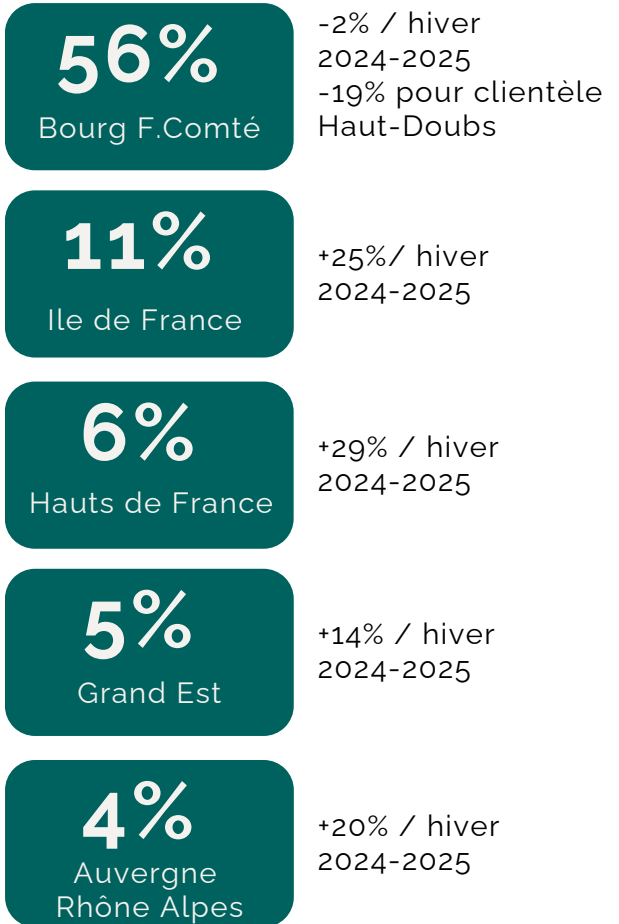 56%
Bourg F.Comté
-2% / hiver
2024-2025
-19% pour clientèle
Haut-Doubs
11%
Ile de France
+25%/ hiver
2024-2025
6%
Hauts de France
+29% / hiver
2024-2025
5%
Grand Est
+14% / hiver
2024-2025
4%
Auvergne
Rhône Alpes
+20% / hiver
2024-2025